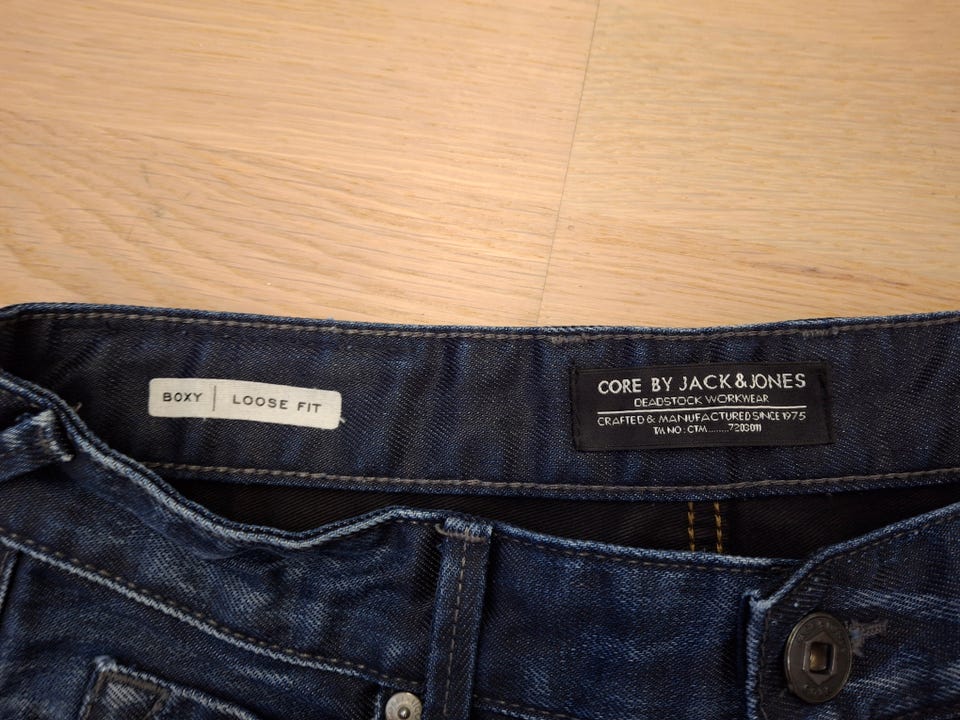 BOXY | LOOSE FIT
CORE BY JACK & JONES
DEADSTOCK WORKWEAR
CRAFTED & MANUFACTURED SINCE 1975
TM.NO: CTM........7203011